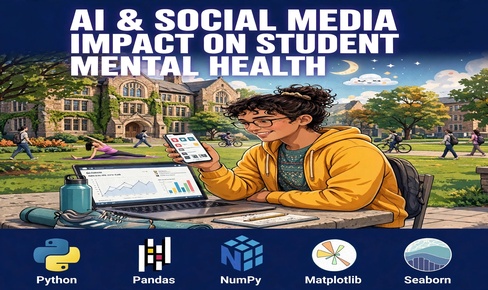 AI & SOCIAL MEDIA
IMPACT ON STUDENT
MENTAL HEALTH
Python
Pandas
NumPy
Matplotlib
Seaborn